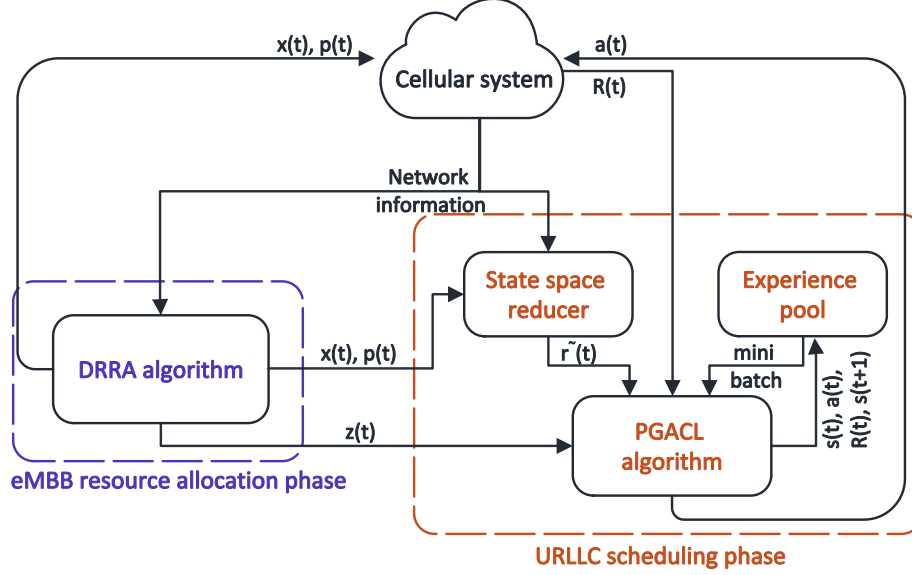 x(t), p(t)
a(t)
Cellular system
R(t)
Network
information
State space
reducer
Experience
pool
DRRA algorithm
x(t), p(t)
r˜(t)
mini
batch
s(t), a(t),
R(t), s(t+1)
z(t)
PGACL
algorithm
eMBB resource allocation phase
URLLC scheduling phase